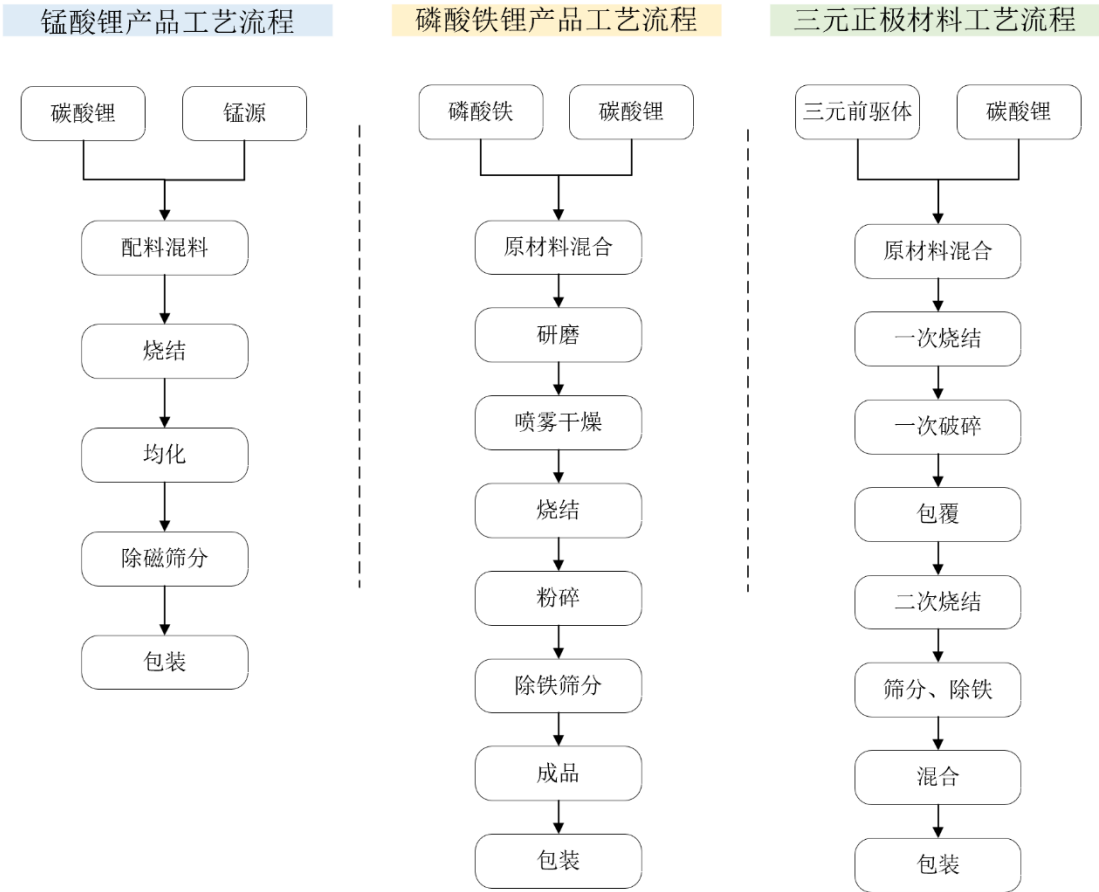 锰酸锂产品工艺流程
碳酸锂
锰源
配料混料
烧结
均化
除磁筛分
包装
磷酸铁锂产品工艺流程
磷酸铁
碳酸锂
原材料混合
研磨
喷雾干燥
烧结
粉碎
除铁筛分
成品
包装
三元正极材料工艺流程
三元前驱体
碳酸锂
原材料混合
一次烧结
一次破碎
包覆
二次烧结
筛分、除铁
混合
包装